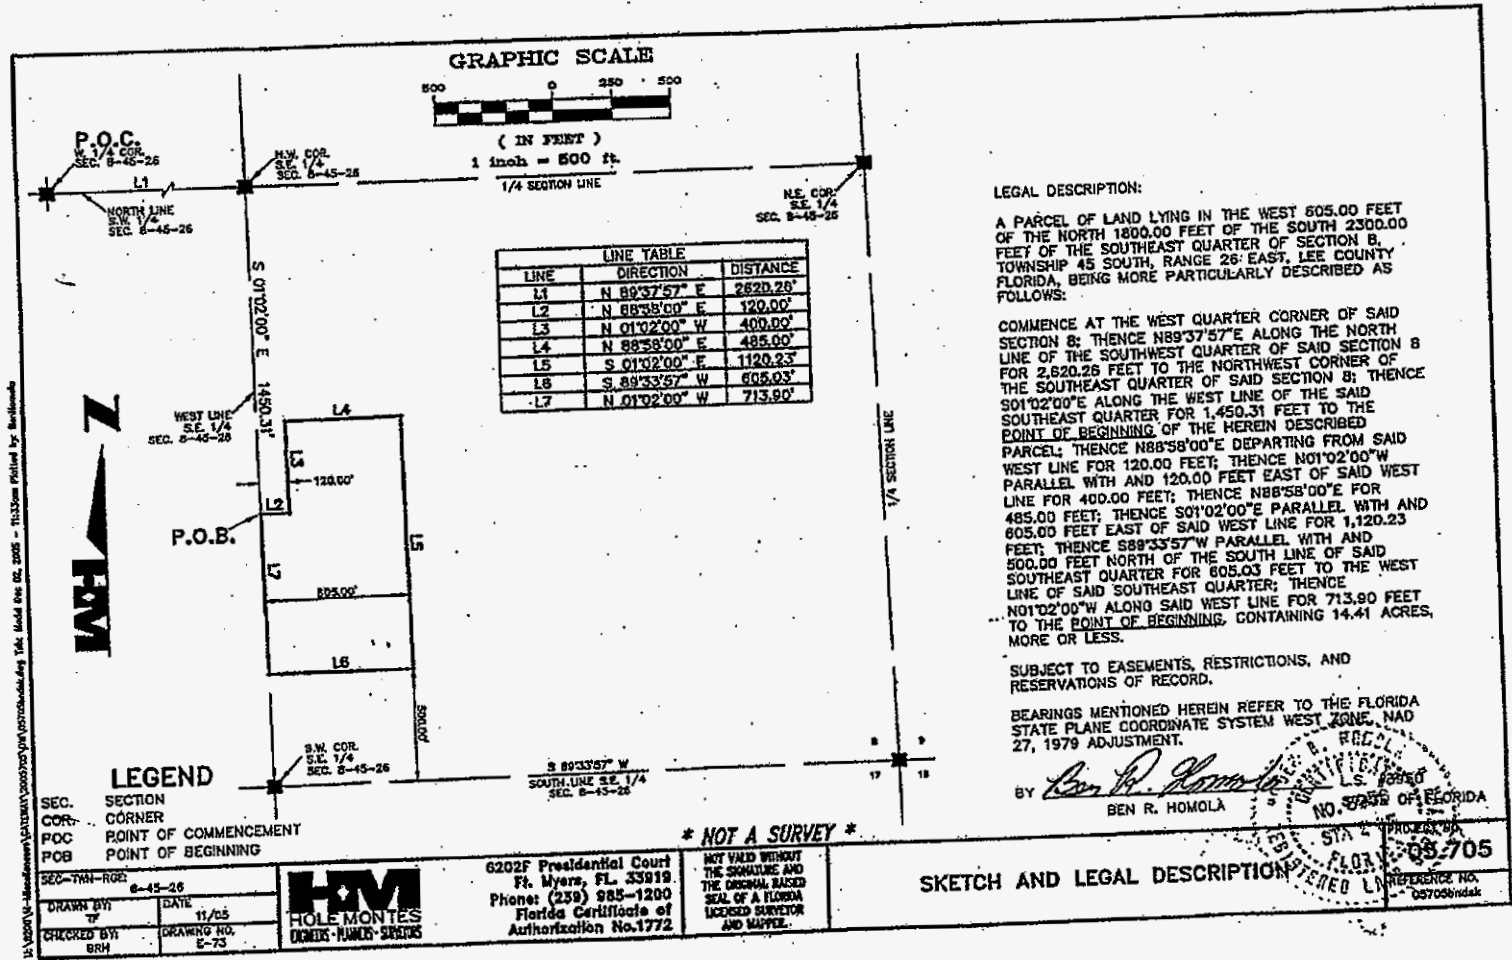 GRAPHIC SCALE
500 0 250 500
( IN FEET )
1 inch = 500 ft.
P.O.C.
W. 1/4 COR.
SEC. 8-45-26
L1
NORTH LINE
S.W. 1/4
SEC. 8-45-26
N.W. COR.
S.E. 1/4
SEC. 8-45-26
1/4 SECTION LINE
N.E. COR.
S.E. 1/4
SEC. 8-45-26
LINE TABLE
LINE DIRECTION DISTANCE
L1 N 89°37'57" E 2620.26'
L2 N 88°58'00" E 120.00'
L3 N 01°02'00" W 400.00'
L4 N 88°58'00" E 485.00'
L5 S 01°02'00" E 1120.23'
L6 S 89°33'57" W 605.03'
L7 N 01°02'00" W 713.90'
S 01°02'00" E 1450.31'
WEST LINE
S.E. 1/4
SEC. 8-45-26
L4
L3
120.00'
L2
P.O.B.
L5
L7
605.00'
L6
500.00'
1/4 SECTION LINE
N
HM
S.W. COR.
S.E. 1/4
SEC. 8-45-26
S 89°33'57" W
SOUTH LINE S.E. 1/4
SEC. 8-45-26
8 9
17 16
LEGEND
SEC. SECTION
COR. CORNER
POC POINT OF COMMENCEMENT
POB POINT OF BEGINNING
LEGAL DESCRIPTION:
A PARCEL OF LAND LYING IN THE WEST 605.00 FEET
OF THE NORTH 1800.00 FEET OF THE SOUTH 2300.00
FEET OF THE SOUTHEAST QUARTER OF SECTION 8,
TOWNSHIP 45 SOUTH, RANGE 26 EAST, LEE COUNTY
FLORIDA, BEING MORE PARTICULARLY DESCRIBED AS
FOLLOWS:
COMMENCE AT THE WEST QUARTER CORNER OF SAID
SECTION 8; THENCE N89°37'57"E ALONG THE NORTH
LINE OF THE SOUTHWEST QUARTER OF SAID SECTION 8
FOR 2,620.26 FEET TO THE NORTHWEST CORNER OF
THE SOUTHEAST QUARTER OF SAID SECTION 8; THENCE
S01°02'00"E ALONG THE WEST LINE OF THE SAID
SOUTHEAST QUARTER FOR 1,450.31 FEET TO THE
POINT OF BEGINNING OF THE HEREIN DESCRIBED
PARCEL; THENCE N88°58'00"E DEPARTING FROM SAID
WEST LINE FOR 120.00 FEET; THENCE N01°02'00"W
PARALLEL WITH AND 120.00 FEET EAST OF SAID WEST
LINE FOR 400.00 FEET; THENCE N88°58'00"E FOR
485.00 FEET; THENCE S01°02'00"E PARALLEL WITH AND
605.00 FEET EAST OF SAID WEST LINE FOR 1,120.23
FEET; THENCE S89°33'57"W PARALLEL WITH AND
500.00 FEET NORTH OF THE SOUTH LINE OF SAID
SOUTHEAST QUARTER FOR 605.03 FEET TO THE WEST
LINE OF SAID SOUTHEAST QUARTER; THENCE
N01°02'00"W ALONG SAID WEST LINE FOR 713.90 FEET
TO THE POINT OF BEGINNING, CONTAINING 14.41 ACRES,
MORE OR LESS.
SUBJECT TO EASEMENTS, RESTRICTIONS, AND
RESERVATIONS OF RECORD.
BEARINGS MENTIONED HEREIN REFER TO THE FLORIDA
STATE PLANE COORDINATE SYSTEM WEST ZONE, NAD
27, 1979 ADJUSTMENT.
BY Ben R. Homola
BEN R. HOMOLA
OF FLORIDA
* NOT A SURVEY *
SEC-TWN-RGE:
8-45-26
DRAWN BY:
TF
DATE
11/05
CHECKED BY:
BRH
DRAWING NO.
E-73
HM
HOLE MONTES
ENGINEERS - PLANNERS - SURVEYORS
6202F Presidential Court
Ft. Myers, FL. 33919
Phone: (239) 985-1200
Florida Certificate of
Authorization No.1772
NOT VALID WITHOUT
THE SIGNATURE AND
THE ORIGINAL RAISED
SEAL OF A FLORIDA
LICENSED SURVEYOR
AND MAPPER.
SKETCH AND LEGAL DESCRIPTION
PROJECT NO.
05.705
REFERENCE NO.